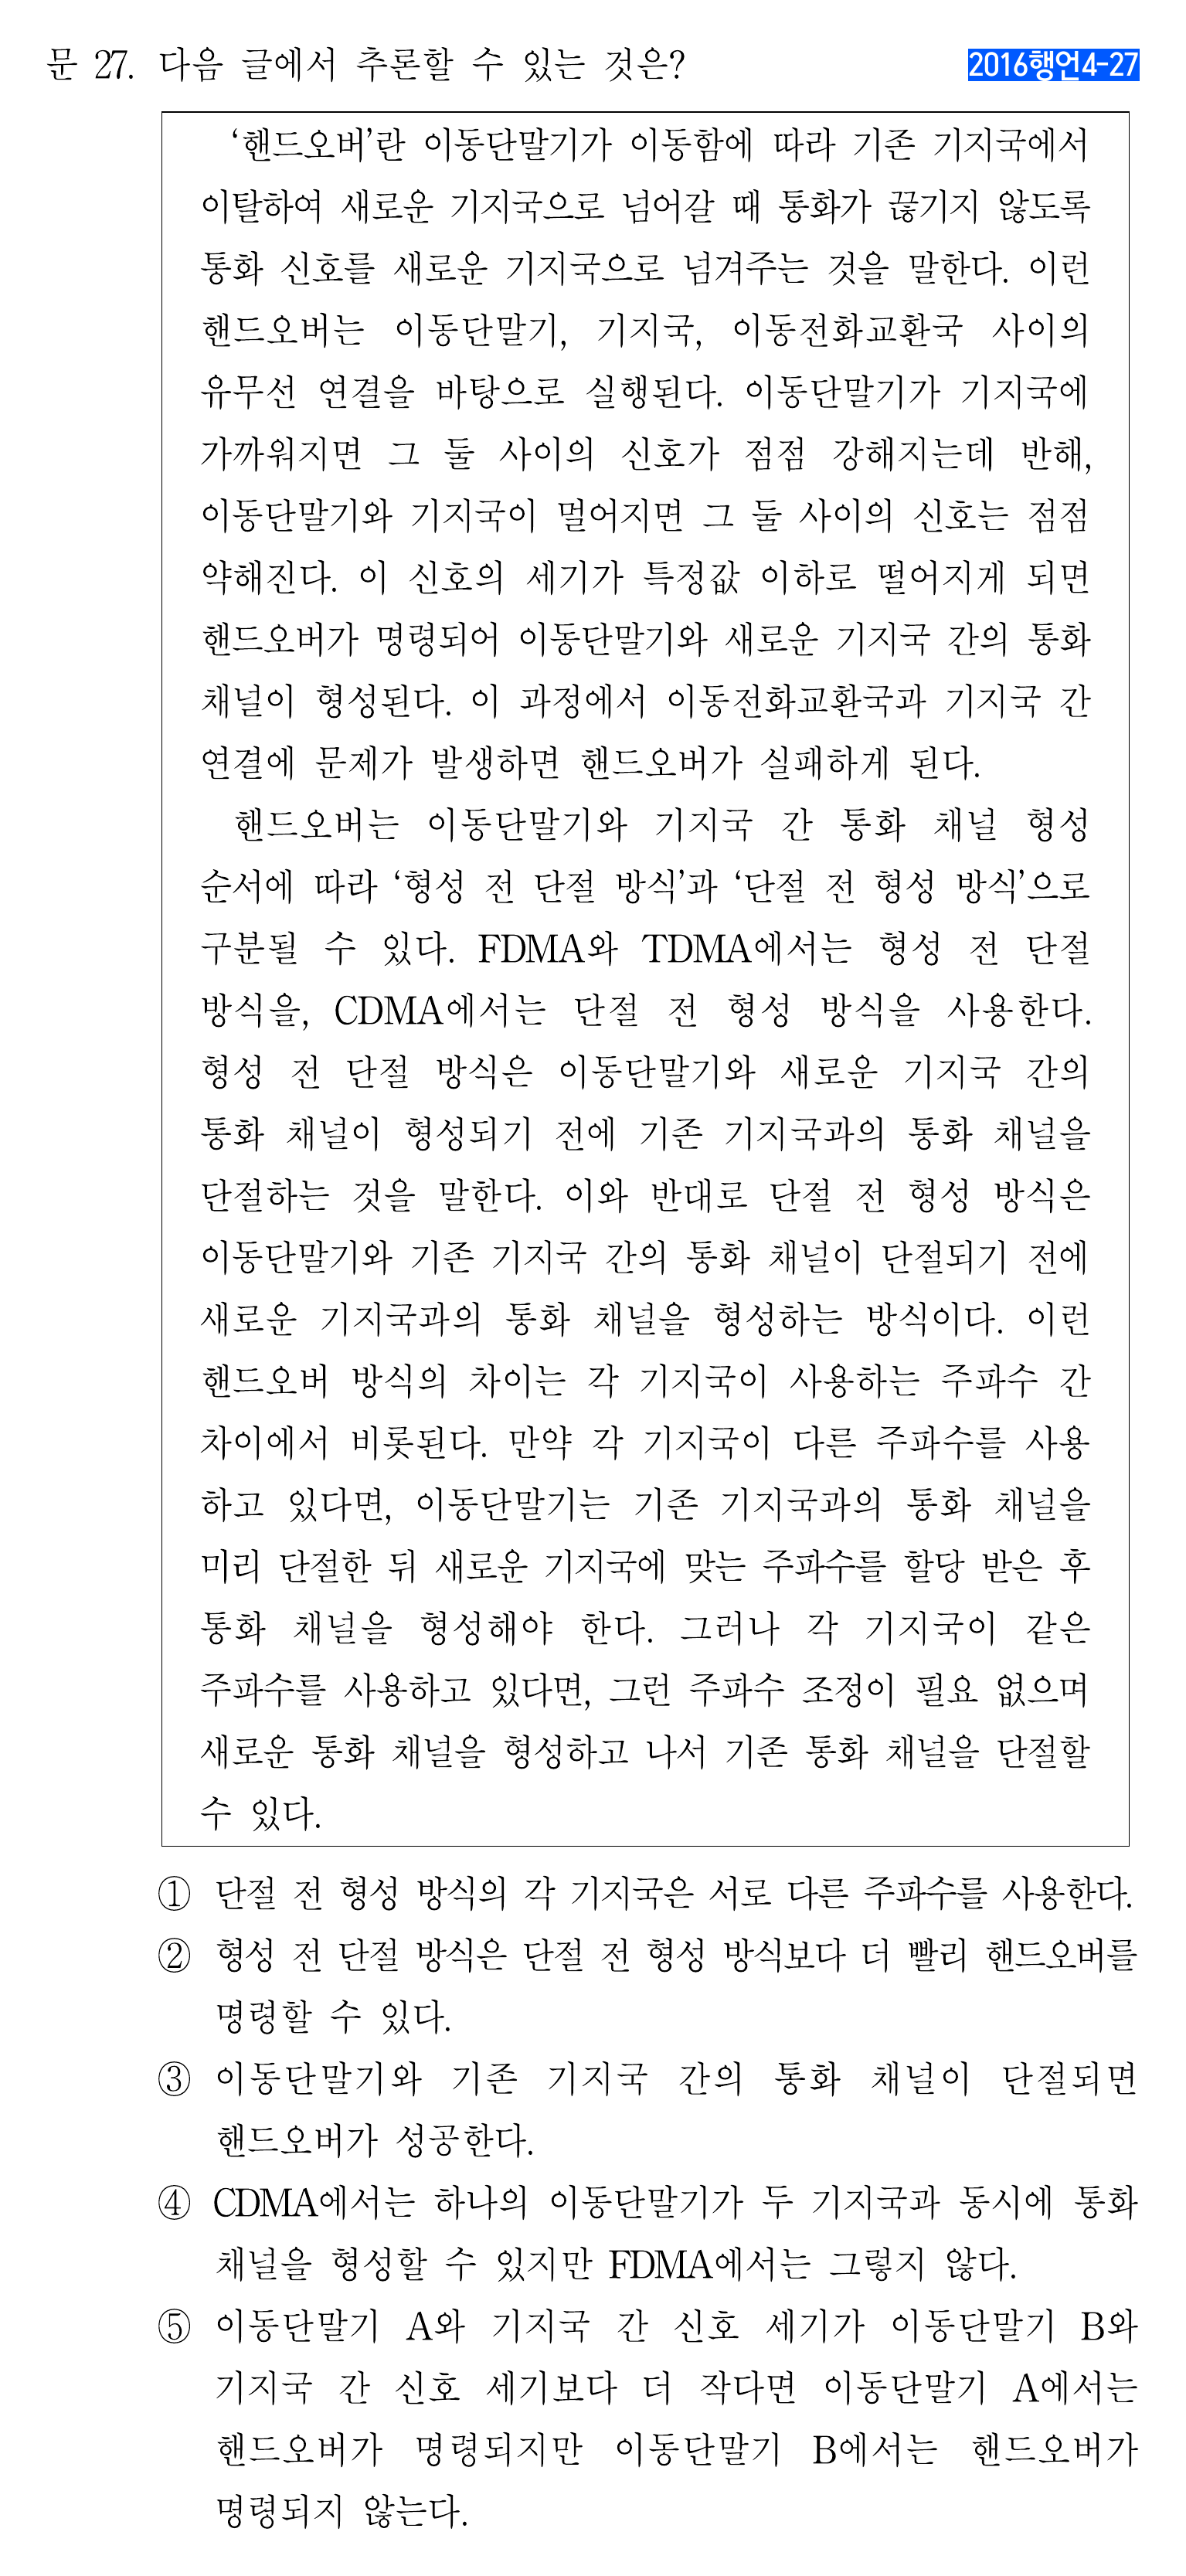 문 27. 다음 글에서 추론할 수 있는 것은?
2016행언4-27
‘핸드오버’란 이동단말기가 이동함에 따라 기존 기지국에서
이탈하여 새로운 기지국으로 넘어갈 때 통화가 끊기지 않도록
통화 신호를 새로운 기지국으로 넘겨주는 것을 말한다. 이런
핸드오버는 이동단말기, 기지국, 이동전화교환국 사이의
유무선 연결을 바탕으로 실행된다. 이동단말기가 기지국에
가까워지면 그 둘 사이의 신호가 점점 강해지는데 반해,
이동단말기와 기지국이 멀어지면 그 둘 사이의 신호는 점점
약해진다. 이 신호의 세기가 특정값 이하로 떨어지게 되면
핸드오버가 명령되어 이동단말기와 새로운 기지국 간의 통화
채널이 형성된다. 이 과정에서 이동전화교환국과 기지국 간
연결에 문제가 발생하면 핸드오버가 실패하게 된다.
핸드오버는 이동단말기와 기지국 간 통화 채널 형성
순서에 따라 ‘형성 전 단절 방식’과 ‘단절 전 형성 방식’으로
구분될 수 있다. FDMA와 TDMA에서는 형성 전 단절
방식을, CDMA에서는 단절 전 형성 방식을 사용한다.
형성 전 단절 방식은 이동단말기와 새로운 기지국 간의
통화 채널이 형성되기 전에 기존 기지국과의 통화 채널을
단절하는 것을 말한다. 이와 반대로 단절 전 형성 방식은
이동단말기와 기존 기지국 간의 통화 채널이 단절되기 전에
새로운 기지국과의 통화 채널을 형성하는 방식이다. 이런
핸드오버 방식의 차이는 각 기지국이 사용하는 주파수 간
차이에서 비롯된다. 만약 각 기지국이 다른 주파수를 사용
하고 있다면, 이동단말기는 기존 기지국과의 통화 채널을
미리 단절한 뒤 새로운 기지국에 맞는 주파수를 할당 받은 후
통화 채널을 형성해야 한다. 그러나 각 기지국이 같은
주파수를 사용하고 있다면, 그런 주파수 조정이 필요 없으며
새로운 통화 채널을 형성하고 나서 기존 통화 채널을 단절할
수 있다.
① 단절 전 형성 방식의 각 기지국은 서로 다른 주파수를 사용한다.
② 형성 전 단절 방식은 단절 전 형성 방식보다 더 빨리 핸드오버를
명령할 수 있다.
③ 이동단말기와 기존 기지국 간의 통화 채널이 단절되면
핸드오버가 성공한다.
④ CDMA에서는 하나의 이동단말기가 두 기지국과 동시에 통화
채널을 형성할 수 있지만 FDMA에서는 그렇지 않다.
⑤ 이동단말기 A와 기지국 간 신호 세기가 이동단말기 B와
기지국 간 신호 세기보다 더 작다면 이동단말기 A에서는
핸드오버가 명령되지만 이동단말기 B에서는 핸드오버가
명령되지 않는다.